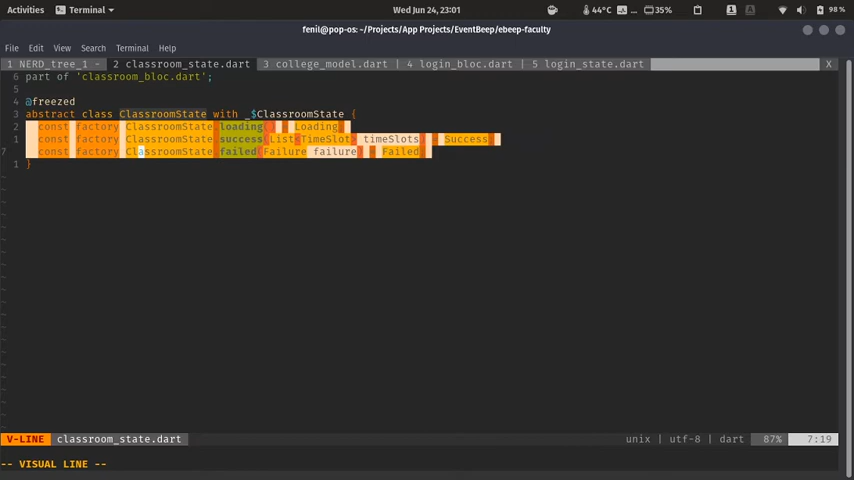 Activities Terminal Wed Jun 24, 23:01 44°C ... 35% 1 A 98 %
fenil@pop-os: ~/Projects/App Projects/EventBeep/ebeep-faculty
File Edit View Search Terminal Help
1 NERD_tree_1 - 2 classroom_state.dart 3 college_model.dart | 4 login_bloc.dart | 5 login_state.dart X
6 part of 'classroom_bloc.dart';
5
4 @freezed
3 abstract class ClassroomState with _$ClassroomState {
2 const factory ClassroomState.loading() = Loading;
1 const factory ClassroomState.success(List<TimeSlot> timeSlots) = Success;
7 const factory ClassroomState.failed(Failure failure) = Failed;
1 }
V-LINE classroom_state.dart unix | utf-8 | dart 87% 7:19
-- VISUAL LINE --